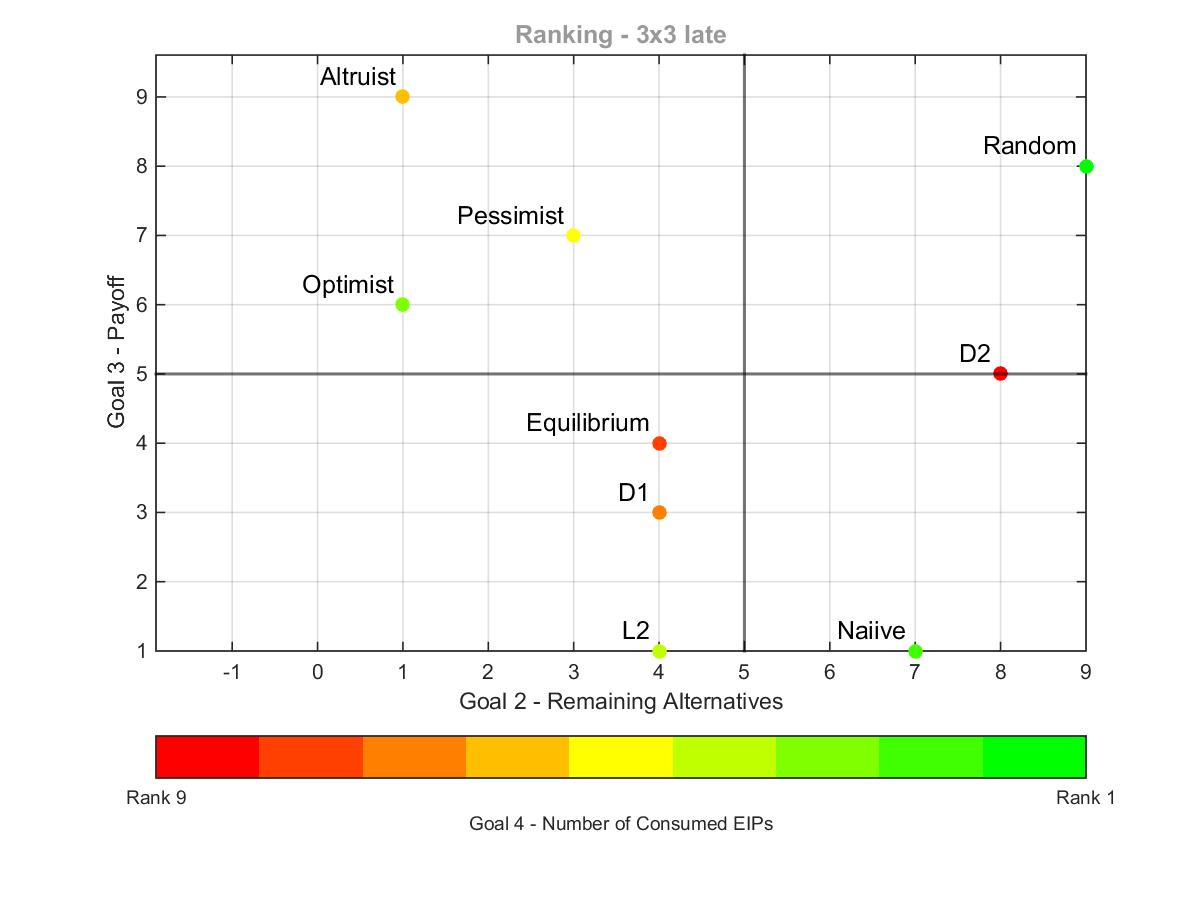 Ranking - 3x3 late
Altruist
Random
Pessimist
Optimist
D2
Equilibrium
D1
L2
Naiive
9
8
7
6
5
4
3
2
1
Goal 3 - Payoff
-1 0 1 2 3 4 5 6 7 8 9
Goal 2 - Remaining Alternatives
Rank 9 Rank 1
Goal 4 - Number of Consumed EIPs